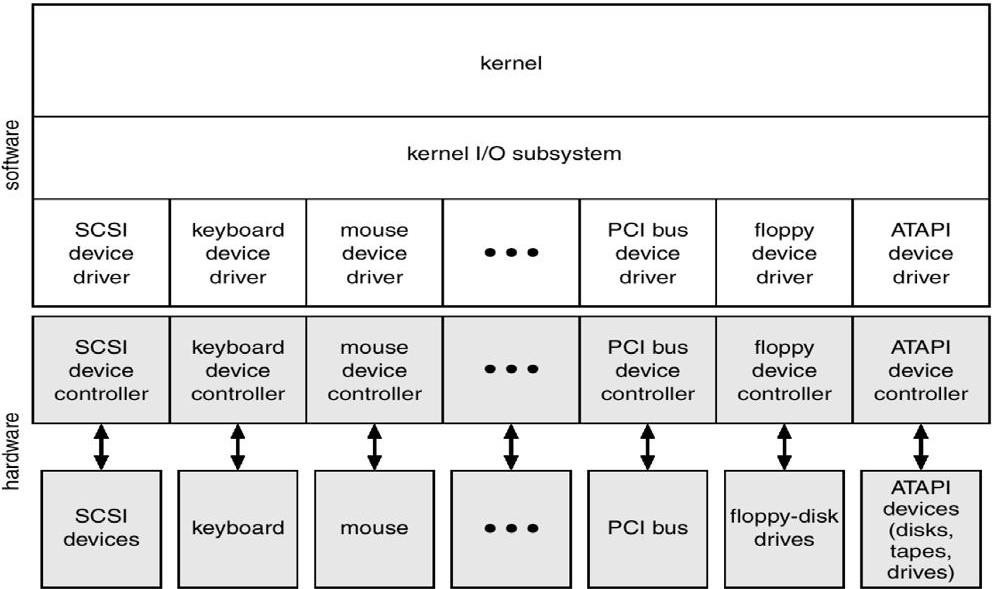 kernel
kernel I/O subsystem
software
SCSI
device
driver
keyboard
device
driver
mouse
device
driver
PCI bus
device
driver
floppy
device
driver
ATAPI
device
driver
SCSI
device
controller
keyboard
device
controller
mouse
device
controller
PCI bus
device
controller
floppy
device
controller
ATAPI
device
controller
hardware
SCSI
devices
keyboard
mouse
PCI bus
floppy-disk
drives
ATAPI
devices
(disks,
tapes,
drives)